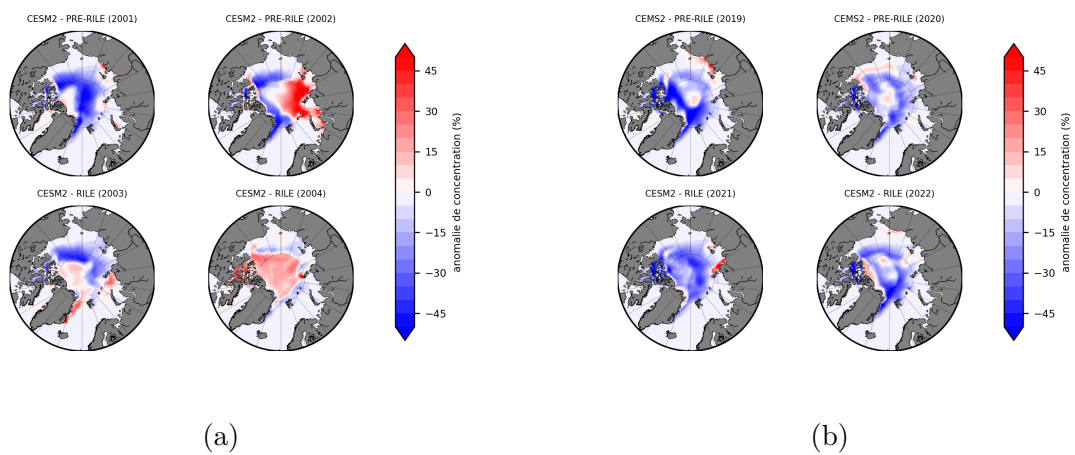 CESM2 - PRE-RILE (2001)
CESM2 - PRE-RILE (2002)
CESM2 - RILE (2003)
CESM2 - RILE (2004)
45
30
15
0
−15
−30
−45
anomalie de concentration (%)
(a)
CEMS2 - PRE-RILE (2019)
CEMS2 - PRE-RILE (2020)
CESM2 - RILE (2021)
CESM2 - RILE (2022)
45
30
15
0
−15
−30
−45
anomalie de concentration (%)
(b)